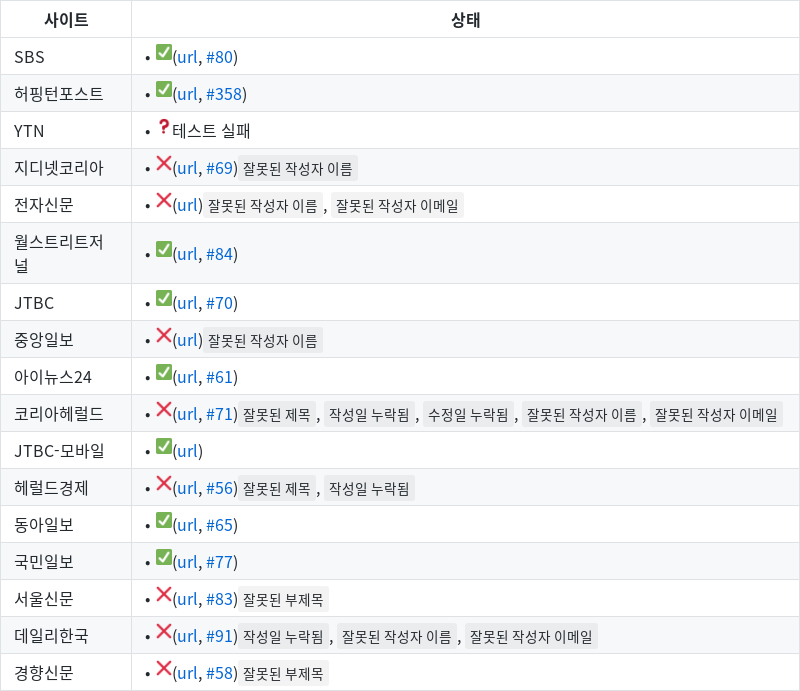 사이트 상태
SBS • ✅(url, #80)
허핑턴포스트 • ✅(url, #358)
YTN • ❓테스트 실패
지디넷코리아 • ❌(url, #69) 잘못된 작성자 이름
전자신문 • ❌(url) 잘못된 작성자 이름 , 잘못된 작성자 이메일
월스트리트저
널 • ✅(url, #84)
JTBC • ✅(url, #70)
중앙일보 • ❌(url) 잘못된 작성자 이름
아이뉴스24 • ✅(url, #61)
코리아헤럴드 • ❌(url, #71) 잘못된 제목 , 작성일 누락됨 , 수정일 누락됨 , 잘못된 작성자 이름 , 잘못된 작성자 이메일
JTBC-모바일 • ✅(url)
헤럴드경제 • ❌(url, #56) 잘못된 제목 , 작성일 누락됨
동아일보 • ✅(url, #65)
국민일보 • ✅(url, #77)
서울신문 • ❌(url, #83) 잘못된 부제목
데일리한국 • ❌(url, #91) 작성일 누락됨 , 잘못된 작성자 이름 , 잘못된 작성자 이메일
경향신문 • ❌(url, #58) 잘못된 부제목